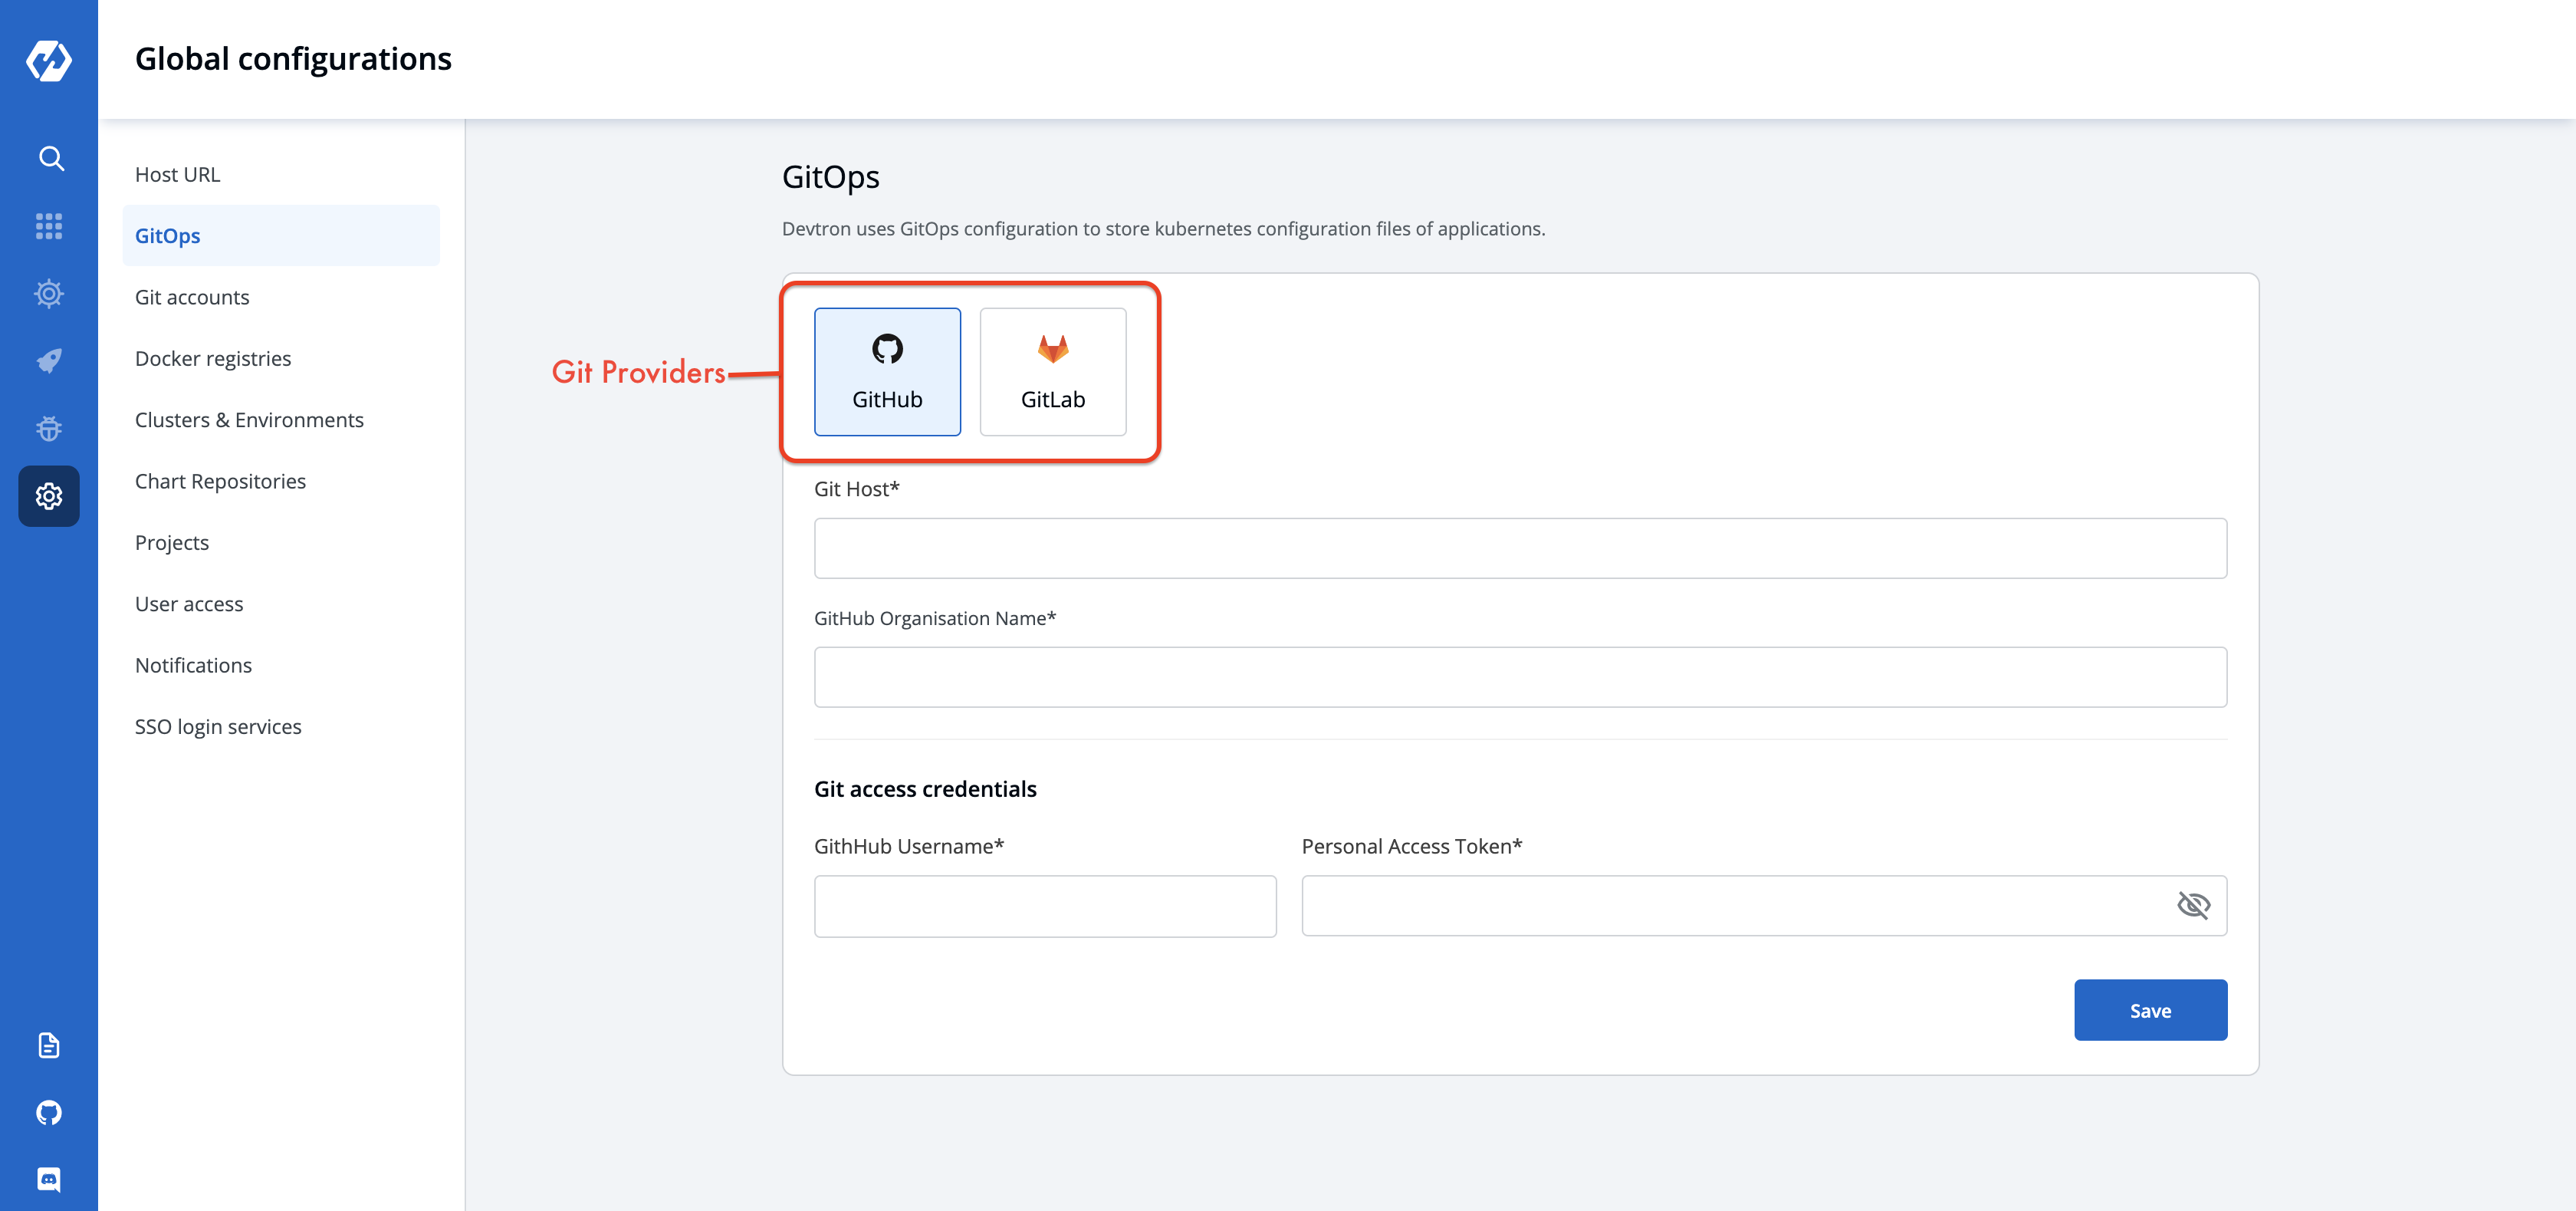 Global configurations
Host URL
GitOps
Git accounts
Docker registries
Clusters & Environments
Chart Repositories
Projects
User access
Notifications
SSO login services
GitOps
Devtron uses GitOps configuration to store kubernetes configuration files of applications.
Git Providers
GitHub
GitLab
Git Host*
GitHub Organisation Name*
Git access credentials
GithHub Username*
Personal Access Token*
Save